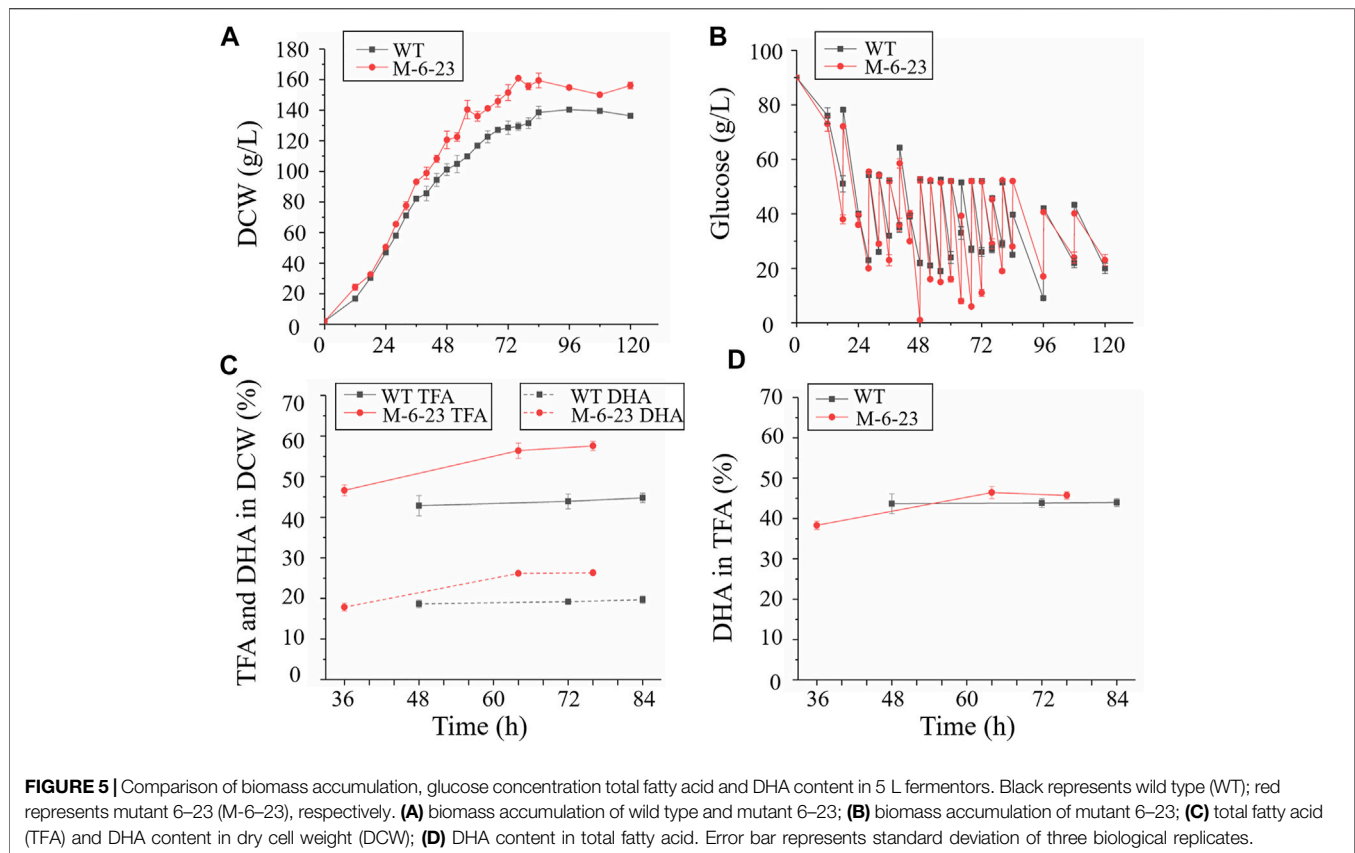 A
WT
M-6-23
180
160
140
120
100
80
60
40
20
0
DCW (g/L)
0 24 48 72 96 120
B
WT
M-6-23
100
80
60
40
20
0
Glucose (g/L)
0 24 48 72 96 120
C
WT TFA
M-6-23 TFA
WT DHA
M-6-23 DHA
70
60
50
40
30
20
10
0
TFA and DHA in DCW (%)
36 48 60 72 84
Time (h)
D
WT
M-6-23
70
60
50
40
30
20
10
0
DHA in TFA (%)
36 48 60 72 84
Time (h)
FIGURE 5 | Comparison of biomass accumulation, glucose concentration total fatty acid and DHA content in 5 L fermentors. Black represents wild type (WT); red
represents mutant 6–23 (M-6–23), respectively. (A) biomass accumulation of wild type and mutant 6–23; (B) biomass accumulation of mutant 6–23; (C) total fatty acid
(TFA) and DHA content in dry cell weight (DCW); (D) DHA content in total fatty acid. Error bar represents standard deviation of three biological replicates.